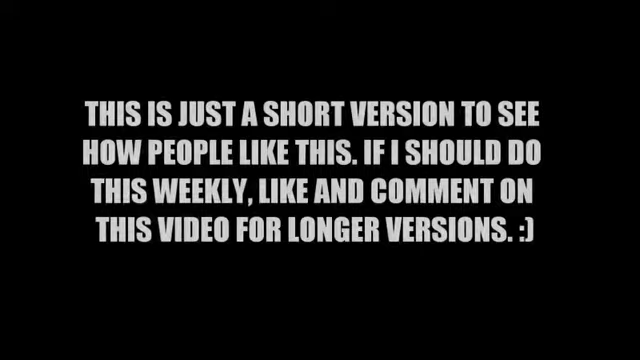 THIS IS JUST A SHORT VERSION TO SEE
HOW PEOPLE LIKE THIS. IF I SHOULD DO
THIS WEEKLY, LIKE AND COMMENT ON
THIS VIDEO FOR LONGER VERSIONS. :)